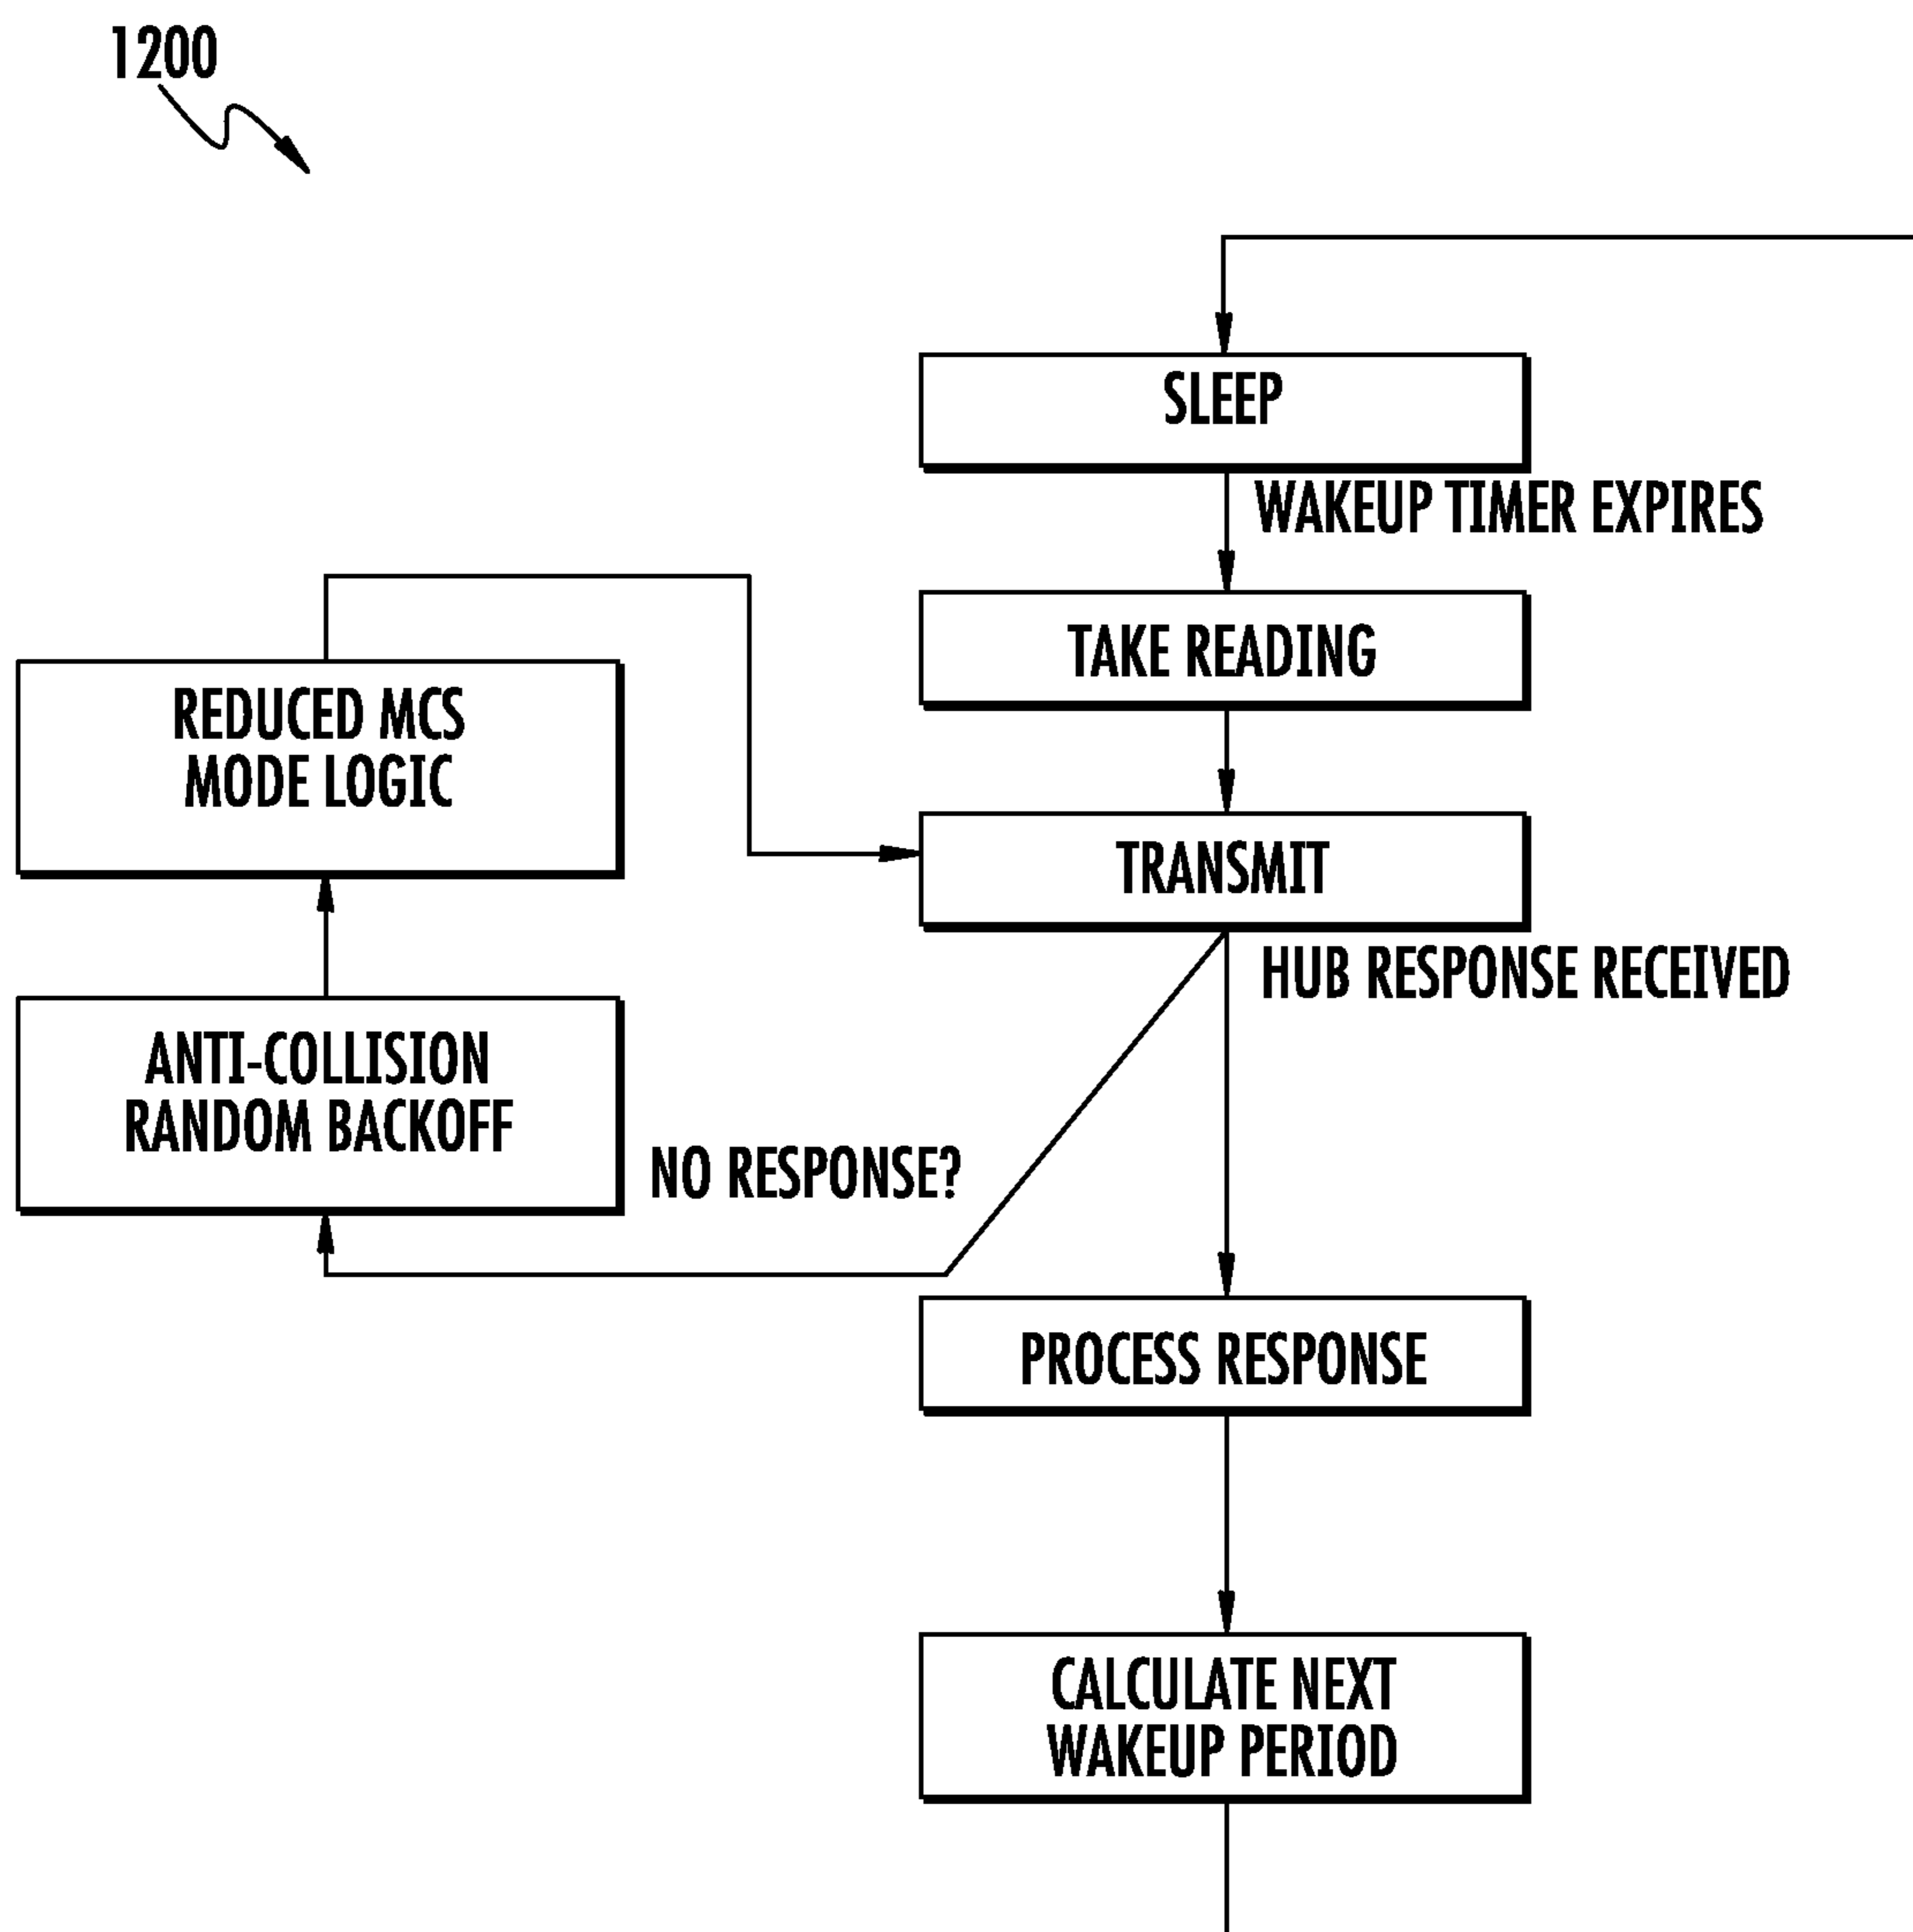 1200
SLEEP
WAKEUP TIMER EXPIRES
TAKE READING
REDUCED MCS
MODE LOGIC
TRANSMIT
HUB RESPONSE RECEIVED
ANTI-COLLISION
RANDOM BACKOFF
NO RESPONSE?
PROCESS RESPONSE
CALCULATE NEXT
WAKEUP PERIOD